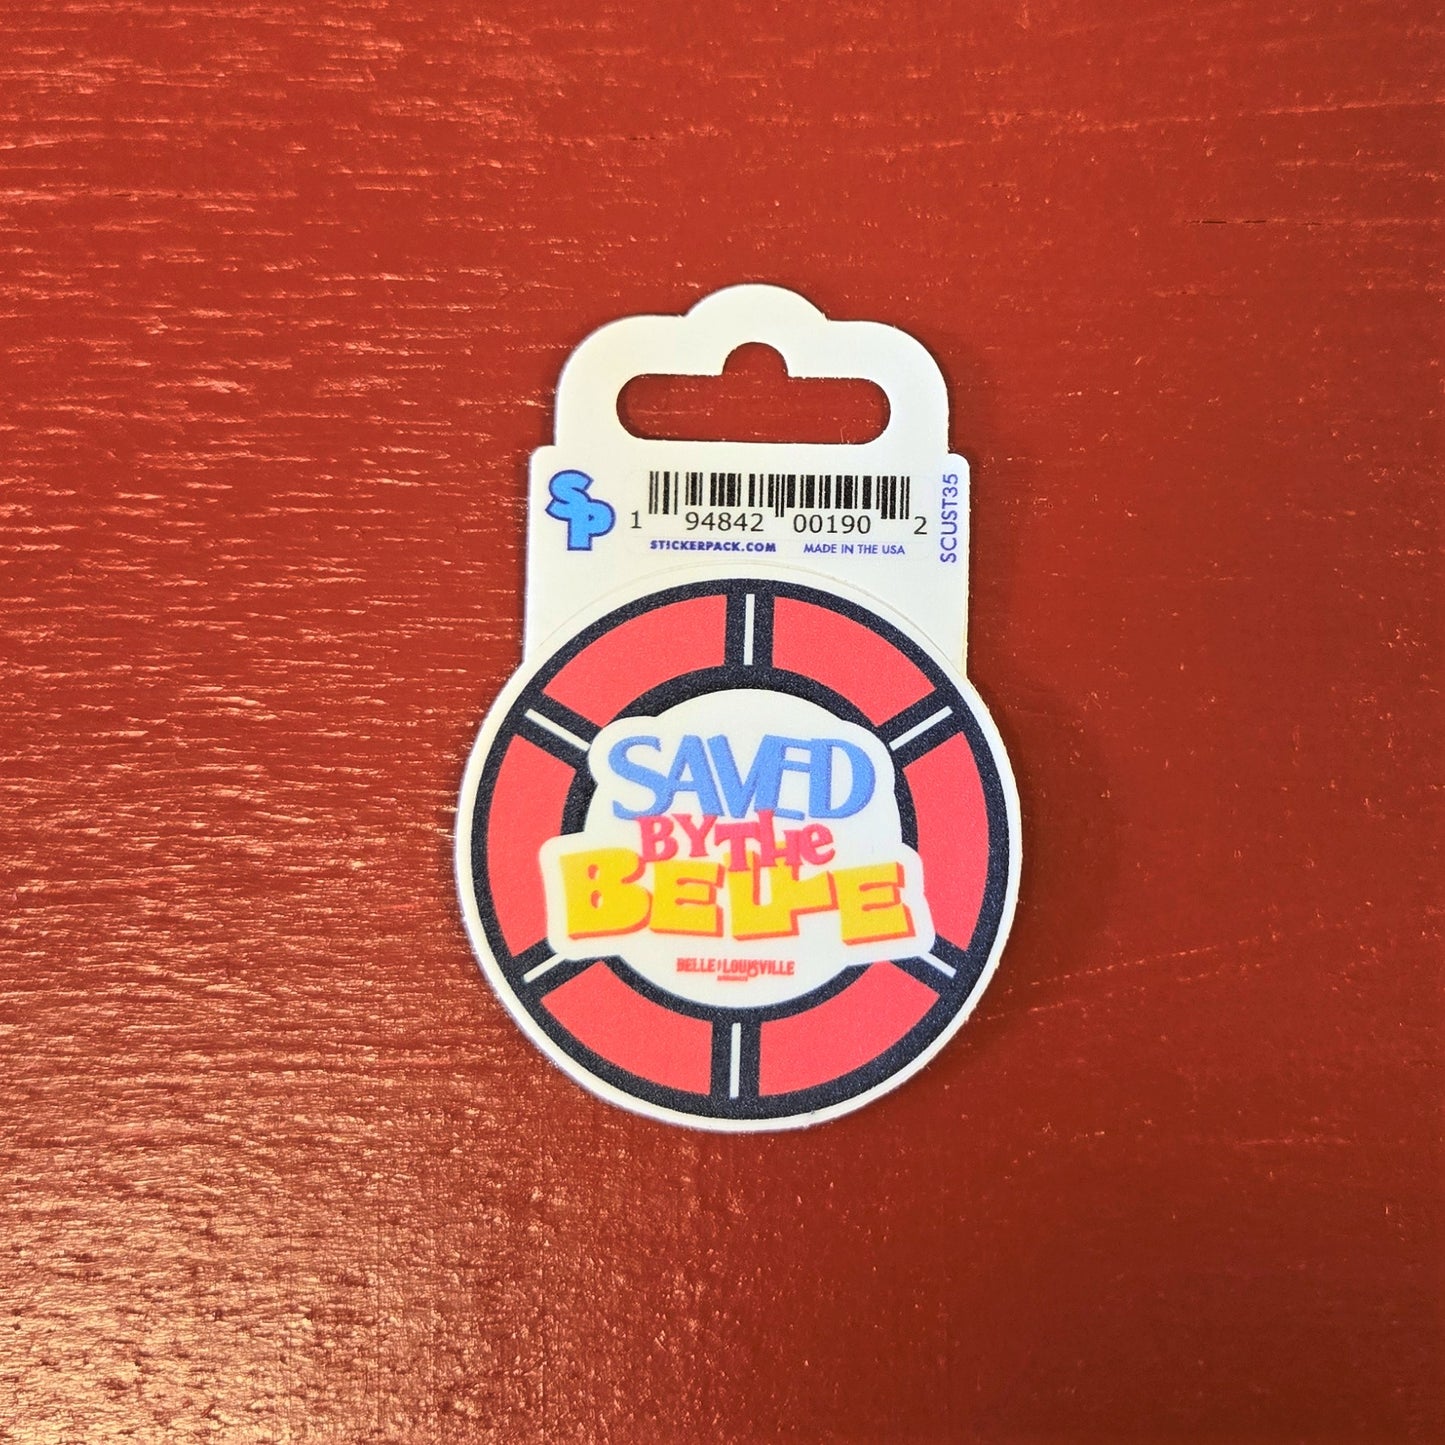 SP
1 94842 00190 2
STICKERPACK.COM MADE IN THE USA
SCUST35
SAVED
BY THE
BELLE
BELLE OF LOUISVILLE